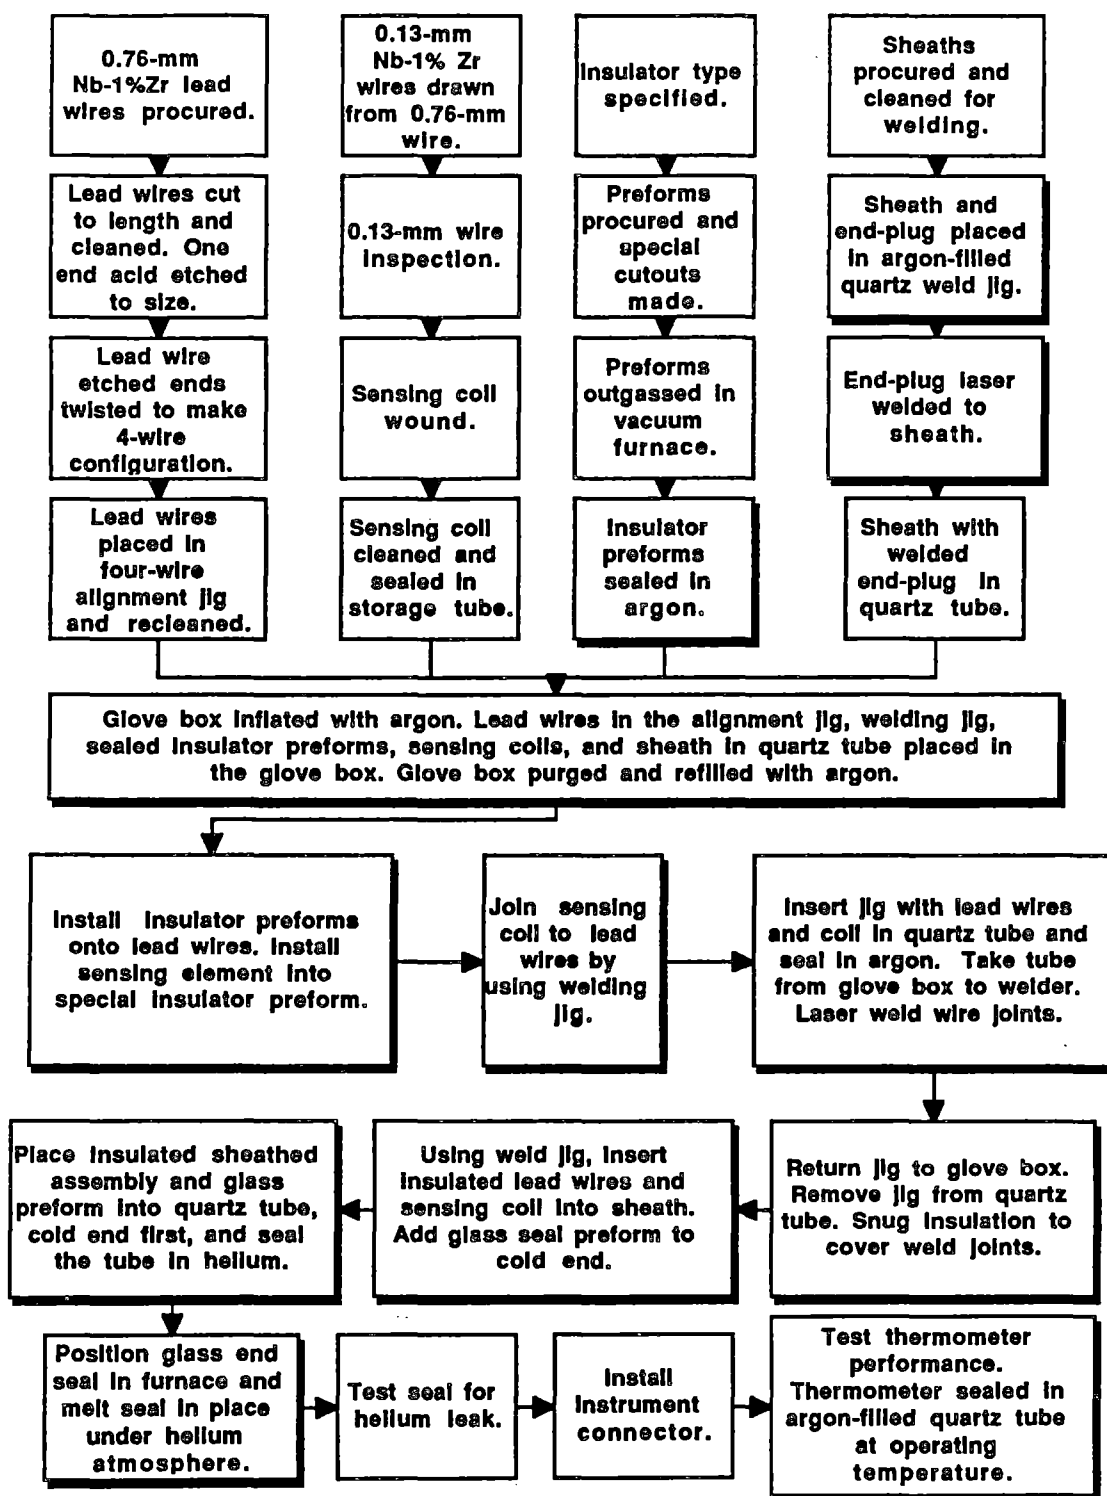 0.76-mm
Nb-1%Zr lead
wires procured.
0.13-mm
Nb-1% Zr
wires drawn
from 0.76-mm
wire.
Insulator type
specified.
Sheaths
procured and
cleaned for
welding.
Lead wires cut
to length and
cleaned. One
end acid etched
to size.
0.13-mm wire
inspection.
Preforms
procured and
special
cutouts
made.
Sheath and
end-plug placed
in argon-filled
quartz weld jig.
Lead wire
etched ends
twisted to make
4-wire
configuration.
Sensing coil
wound.
Preforms
outgassed in
vacuum
furnace.
End-plug laser
welded to
sheath.
Lead wires
placed in
four-wire
alignment jig
and recleaned.
Sensing coil
cleaned and
sealed in
storage tube.
Insulator
preforms
sealed in
argon.
Sheath with
welded
end-plug in
quartz tube.
Glove box inflated with argon. Lead wires in the alignment jig, welding jig,
sealed insulator preforms, sensing coils, and sheath in quartz tube placed in
the glove box. Glove box purged and refilled with argon.
Install insulator preforms
onto lead wires. Install
sensing element into
special insulator preform.
Join sensing
coil to lead
wires by
using welding
jig.
Insert jig with lead wires
and coil in quartz tube and
seal in argon. Take tube
from glove box to welder.
Laser weld wire joints.
Place insulated sheathed
assembly and glass
preform into quartz tube,
cold end first, and seal
the tube in helium.
Using weld jig, insert
insulated lead wires and
sensing coil into sheath.
Add glass seal preform to
cold end.
Return jig to glove box.
Remove jig from quartz
tube. Snug insulation to
cover weld joints.
Position glass end
seal in furnace and
melt seal in place
under helium
atmosphere.
Test seal for
helium leak.
Install
instrument
connector.
Test thermometer
performance.
Thermometer sealed in
argon-filled quartz tube
at operating
temperature.